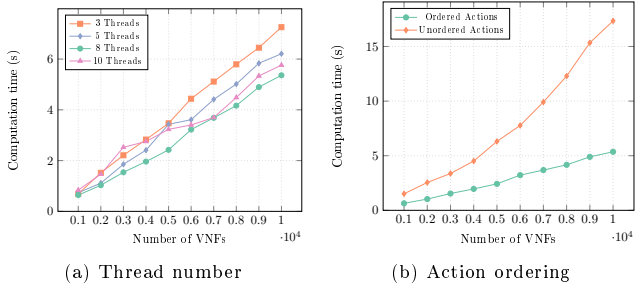 3 Threads
5 Threads
8 Threads
10 Threads
Computation time (s)
6
4
2
0
0.1 0.2 0.3 0.4 0.5 0.6 0.7 0.8 0.9 1
Number of VNFs
·10⁴
(a) Thread number
Ordered Actions
Unordered Actions
Computation time (s)
15
10
5
0
0.1 0.2 0.3 0.4 0.5 0.6 0.7 0.8 0.9 1
Number of VNFs
·10⁴
(b) Action ordering